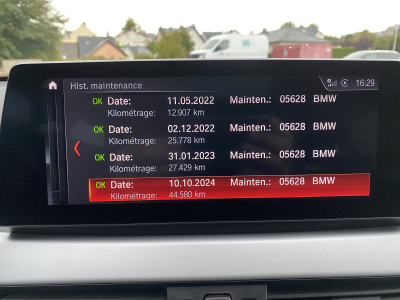 Hist. maintenance 16:29
OK Date: 11.05.2022 Mainten.: 05628 BMW
Kilométrage: 12.907 km
OK Date: 02.12.2022 Mainten.: 05628 BMW
Kilométrage: 25.778 km
OK Date: 31.01.2023 Mainten.: 05628 BMW
Kilométrage: 27.429 km
OK Date: 10.10.2024 Mainten.: 05628 BMW
Kilométrage: 44.580 km